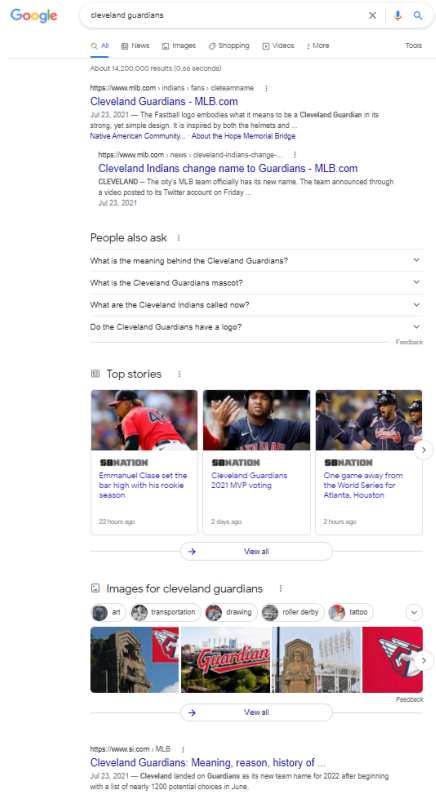 Google
cleveland guardians
All News Images Shopping Videos More Tools
About 14,200,000 results (0.66 seconds)
https://www.mlb.com › indians › fans › cleteamname
Cleveland Guardians - MLB.com
Jul 23, 2021 — The Fastball logo embodies what it means to be a Cleveland Guardian in its
strong, yet simple design. It is inspired by both the helmets and ...
Native American Community... · About the Hope Memorial Bridge
https://www.mlb.com › news › cleveland-indians-change-...
Cleveland Indians change name to Guardians - MLB.com
CLEVELAND -- The city's MLB team officially has its new name. The team announced through
a video posted to its Twitter account on Friday ...
Jul 23, 2021
People also ask
What is the meaning behind the Cleveland Guardians?
What is the Cleveland Guardians mascot?
What are the Cleveland Indians called now?
Do the Cleveland Guardians have a logo?
Feedback
Top stories
SBNATION
Emmanuel Clase set the
bar high with his rookie
season
22 hours ago
SBNATION
Cleveland Guardians
2021 MVP voting
2 days ago
SBNATION
One game away from
the World Series for
Atlanta, Houston
2 hours ago
View all
Images for cleveland guardians
art transportation drawing roller derby tattoo
Guardians
Feedback
View all
https://www.si.com › MLB
Cleveland Guardians: Meaning, reason, history of ...
Jul 23, 2021 — Cleveland landed on Guardians as its new team name for 2022 after beginning
with a list of nearly 1200 potential choices in June.